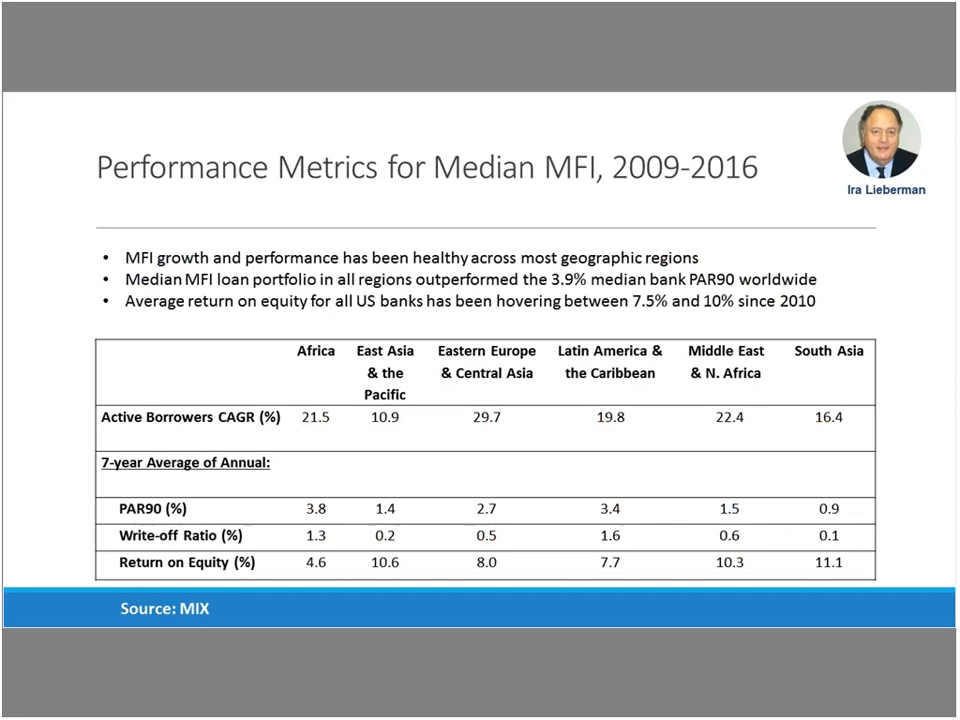 Performance Metrics for Median MFI, 2009-2016
Ira Lieberman
• MFI growth and performance has been healthy across most geographic regions
• Median MFI loan portfolio in all regions outperformed the 3.9% median bank PAR90 worldwide
• Average return on equity for all US banks has been hovering between 7.5% and 10% since 2010
Africa East Asia & the Pacific Eastern Europe & Central Asia Latin America & the Caribbean Middle East & N. Africa South Asia
Active Borrowers CAGR (%) 21.5 10.9 29.7 19.8 22.4 16.4
7-year Average of Annual:
PAR90 (%) 3.8 1.4 2.7 3.4 1.5 0.9
Write-off Ratio (%) 1.3 0.2 0.5 1.6 0.6 0.1
Return on Equity (%) 4.6 10.6 8.0 7.7 10.3 11.1
Source: MIX